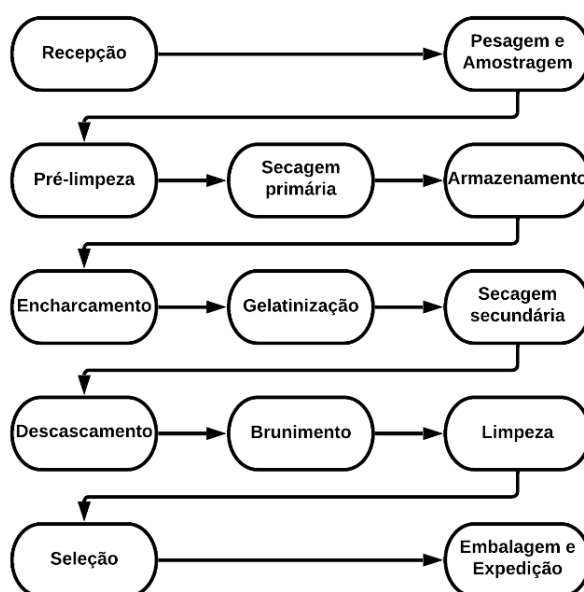 Recepção
Pesagem e
Amostragem
Pré-limpeza
Secagem
primária
Armazenamento
Encharcamento
Gelatinização
Secagem
secundária
Descascamento
Brunimento
Limpeza
Seleção
Embalagem e
Expedição